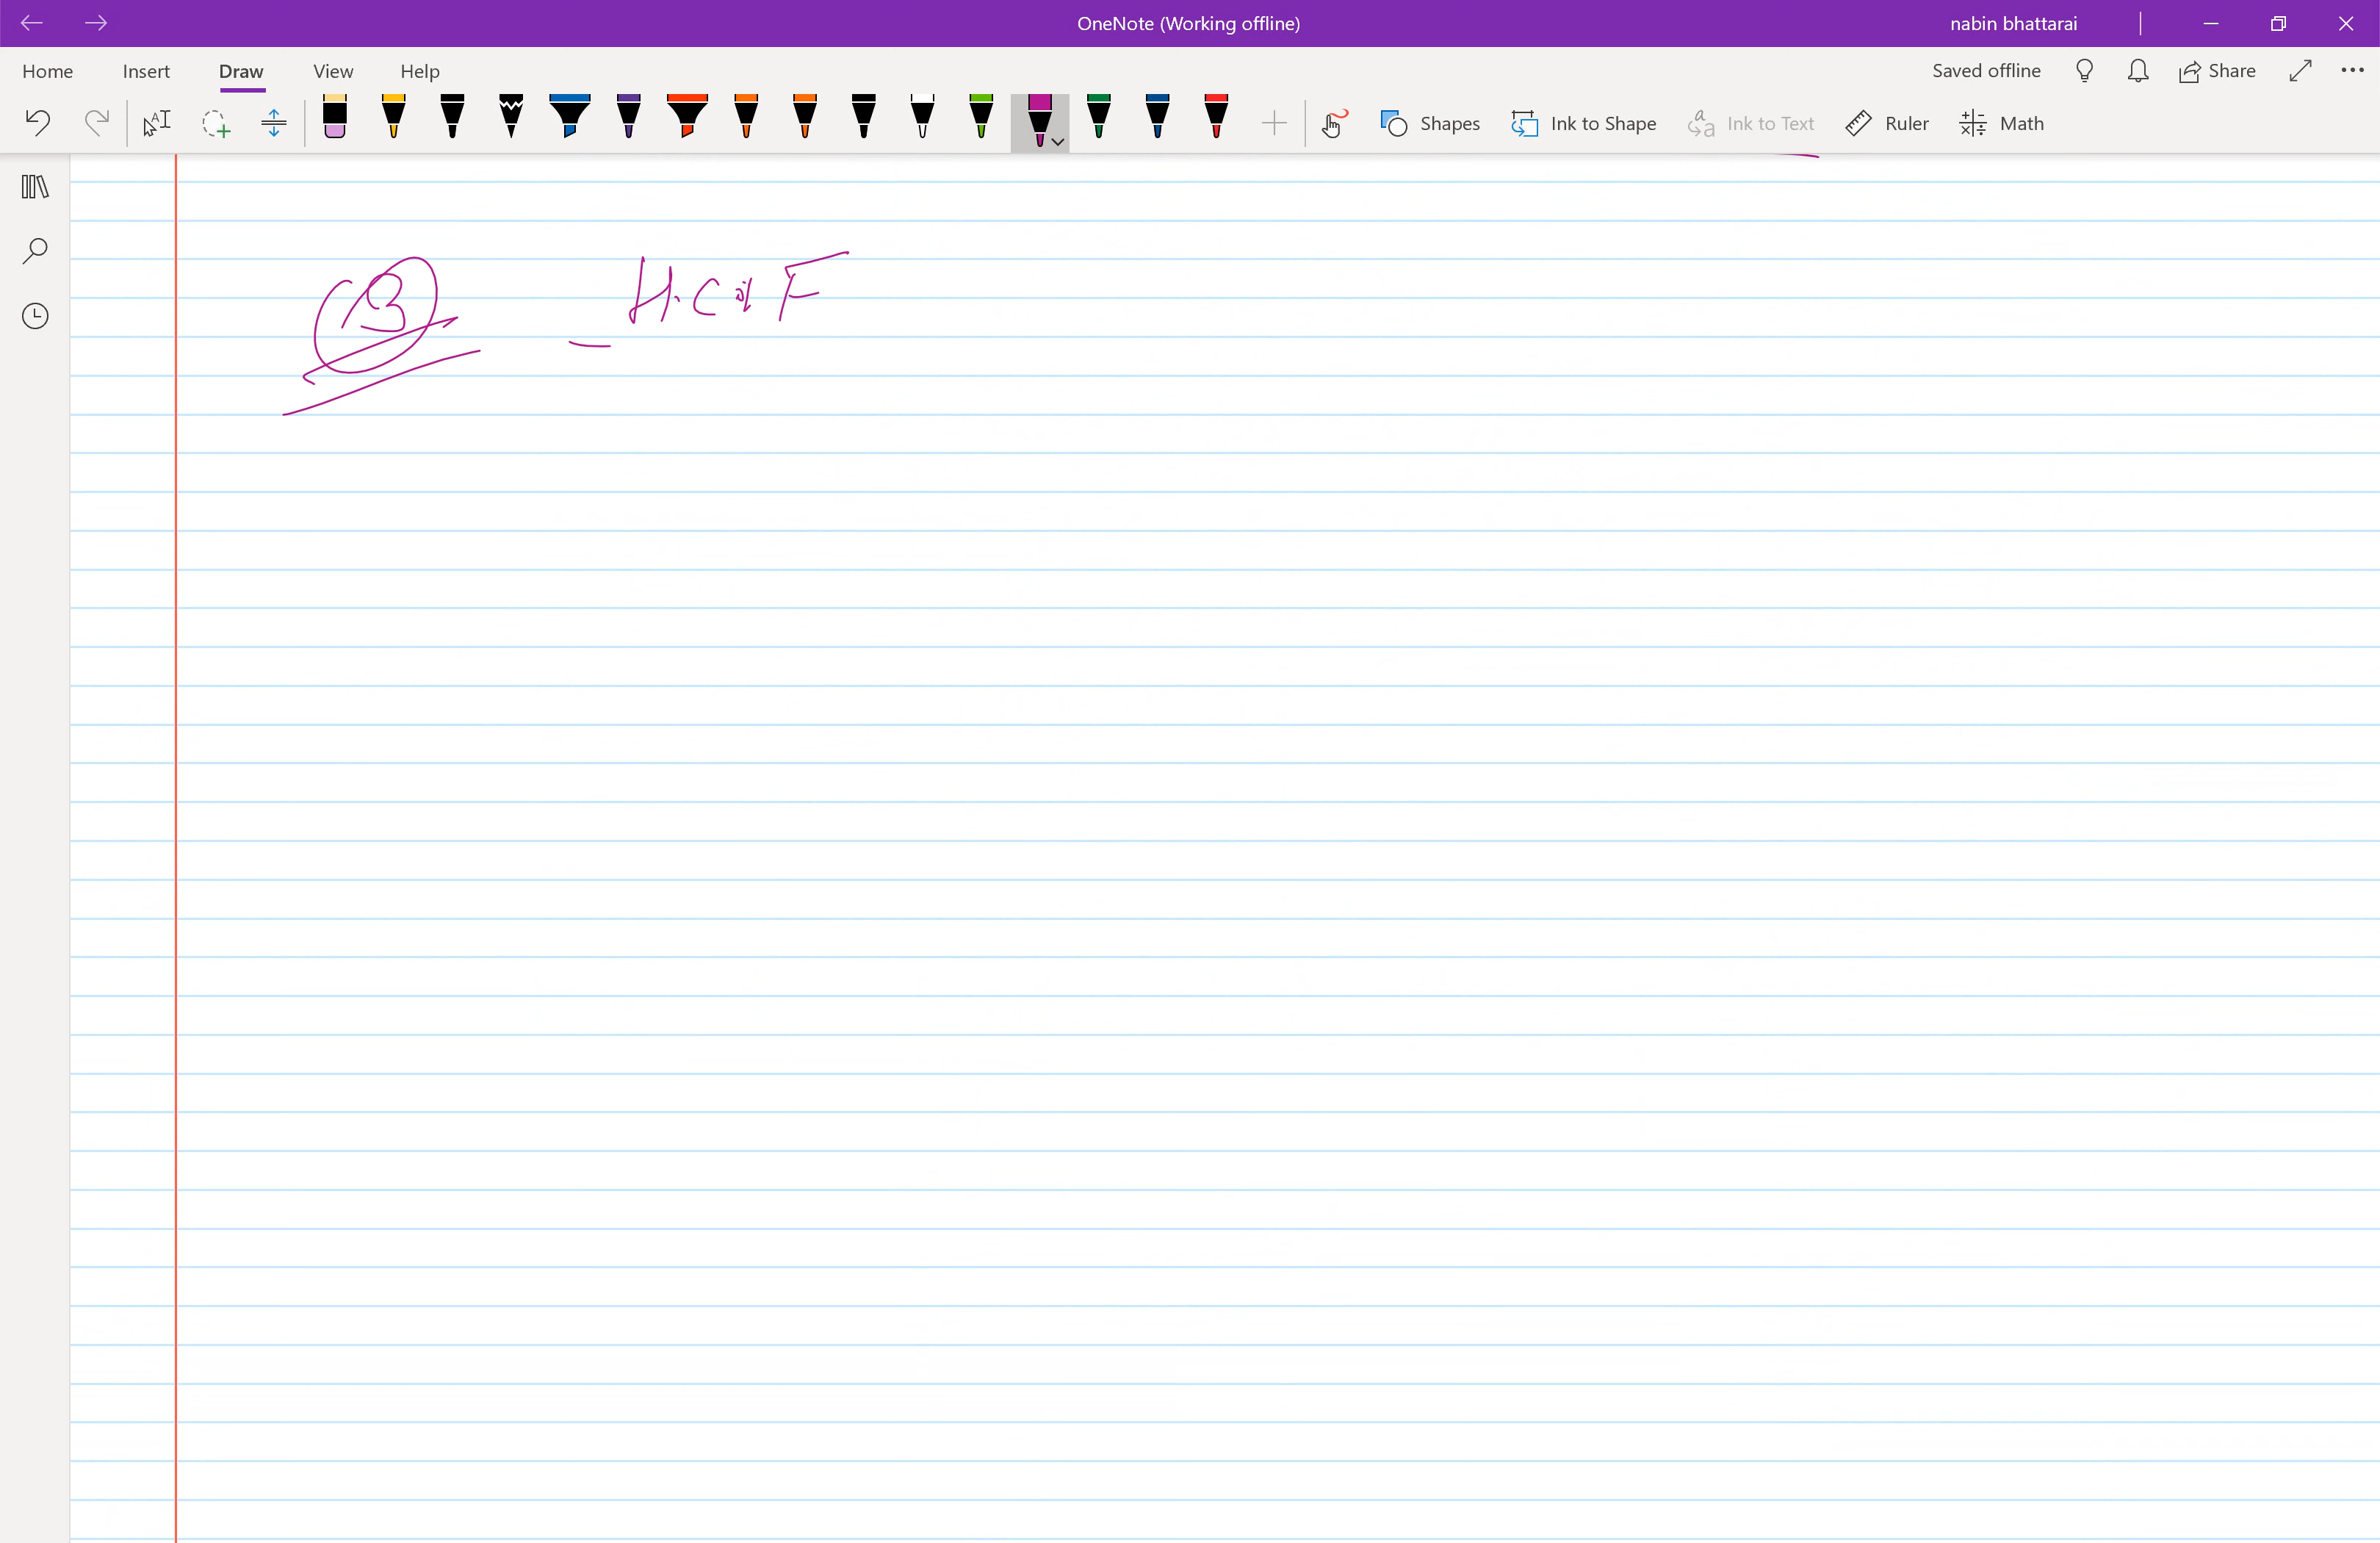 OneNote (Working offline)
nabin bhattarai
Home Insert Draw View Help
Saved offline Share
Shapes Ink to Shape Ink to Text Ruler Math
H.C of F